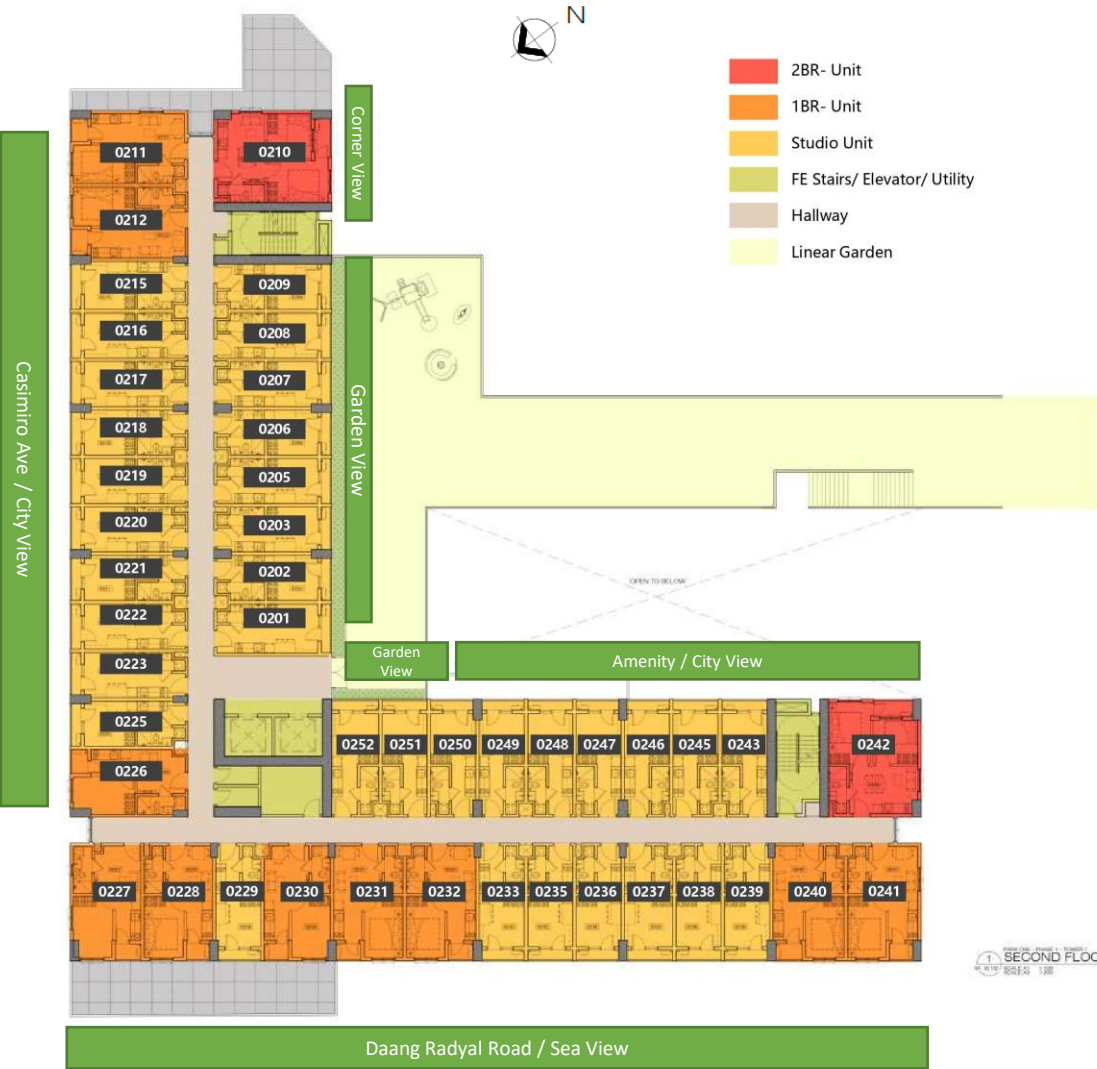 N
2BR- Unit
1BR- Unit
Studio Unit
FE Stairs/ Elevator/ Utility
Hallway
Linear Garden
Corner View
Casimiro Ave / City View
Garden View
0211
0210
0212
0215
0209
0216
0208
0217
0207
0218
0206
0219
0205
0220
0203
0221
0202
0222
0201
0223
0225
0226
OPEN TO BELOW
Garden
View
Amenity / City View
0252 0251 0250 0249 0248 0247 0246 0245 0243 0242
0227 0228 0229 0230 0231 0232 0233 0235 0236 0237 0238 0239 0240 0241
1
SECOND FLOO
Daang Radyal Road / Sea View